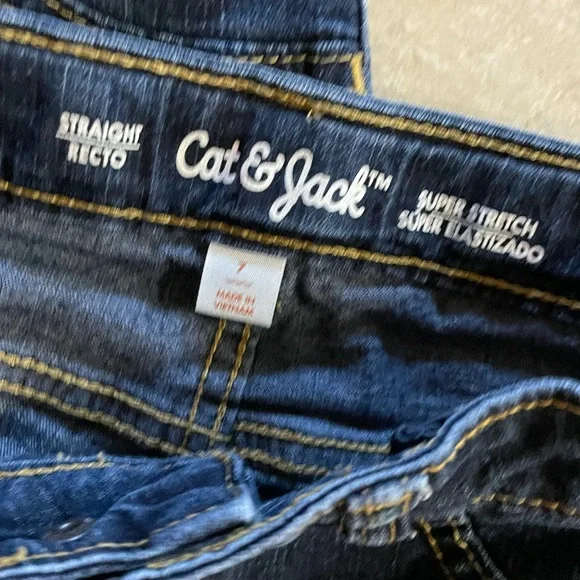 STRAIGHT
RECTO
Cat & Jack™
SUPER STRETCH
SUPER ELASTIZADO
7
MADE IN
VIETNAM